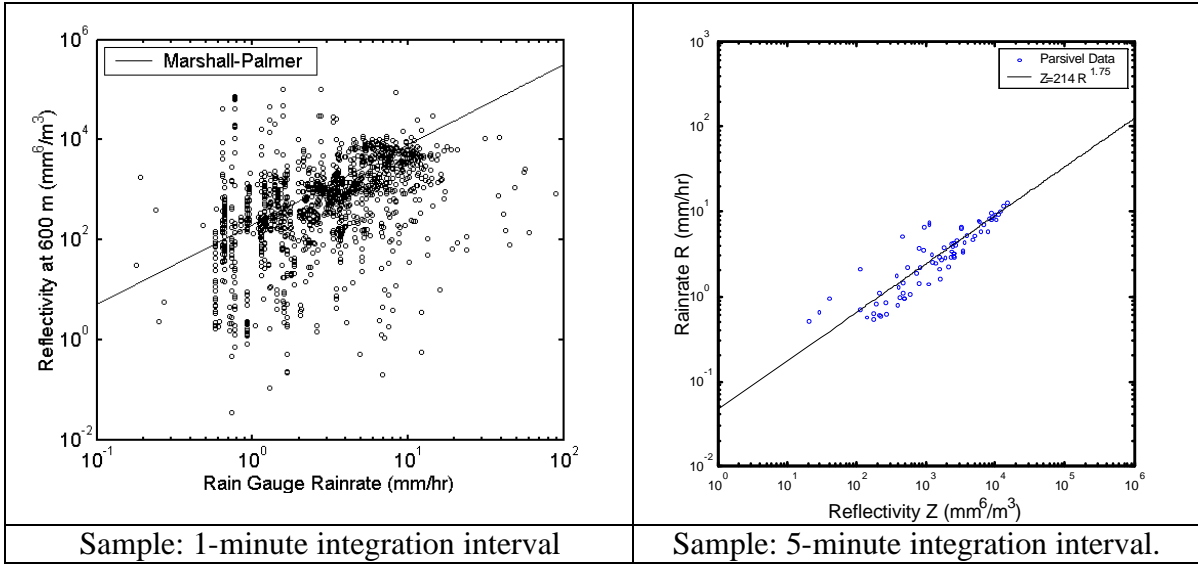 10^6
10^4
10^2
10^0
10^-2
Reflectivity at 600 m (mm^6/m^3)
Marshall-Palmer
10^-1
10^0
10^1
10^2
Rain Gauge Rainrate (mm/hr)
Sample: 1-minute integration interval
10^3
10^2
10^1
10^0
10^-1
10^-2
Rainrate R (mm/hr)
Parsivel Data
Z=214 R^1.75
10^0
10^1
10^2
10^3
10^4
10^5
10^6
Reflectivity Z (mm^6/m^3)
Sample: 5-minute integration interval.